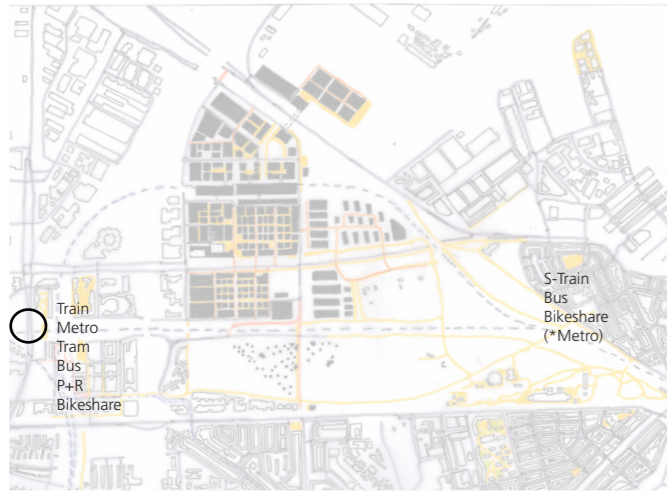 Train
Metro
Tram
Bus
P+R
Bikeshare
S-Train
Bus
Bikeshare
(*Metro)